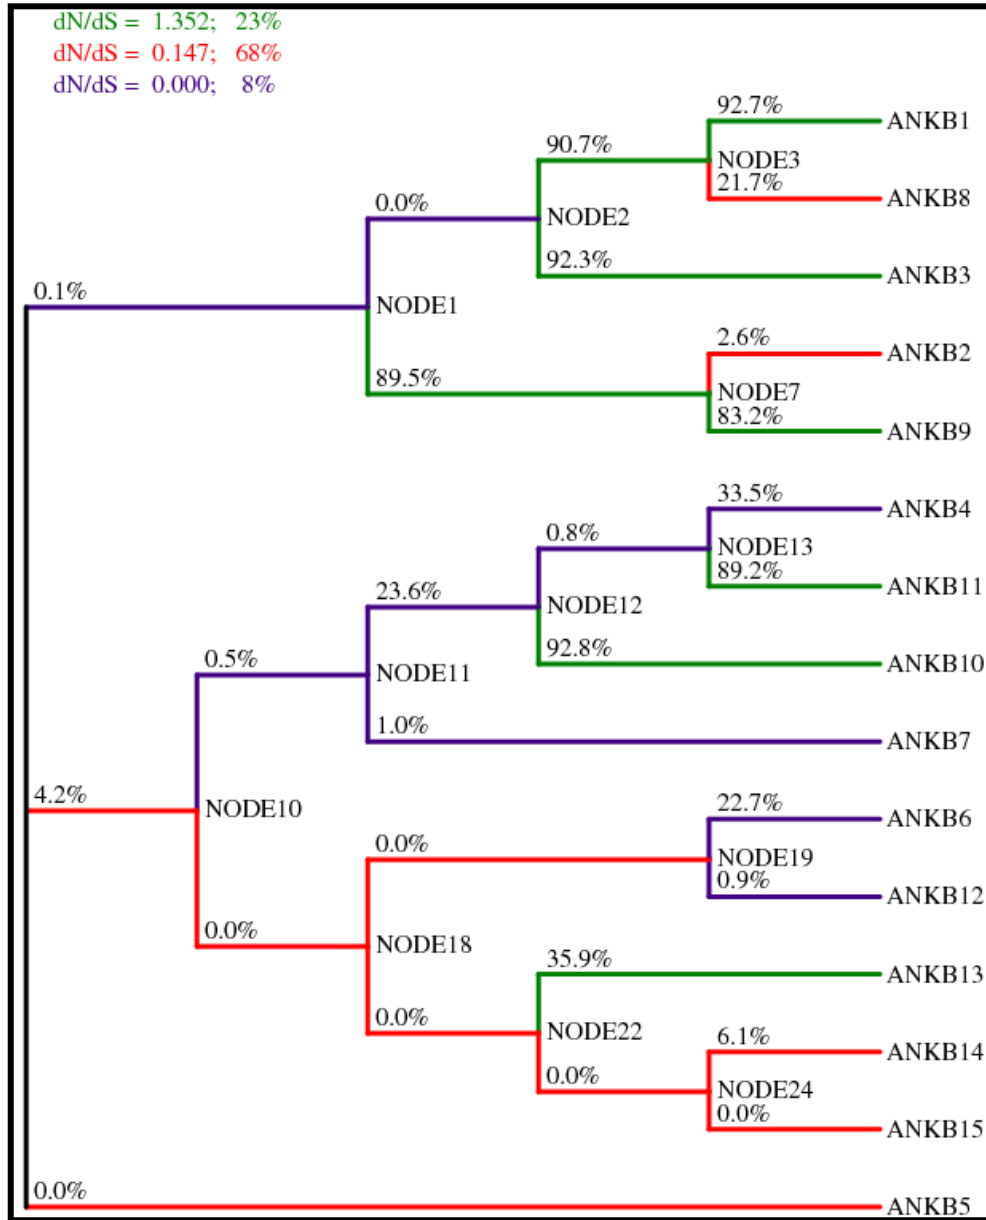 dN/dS = 1.352; 23%
dN/dS = 0.147; 68%
dN/dS = 0.000; 8%
92.7%
ANKB1
90.7%
NODE3
21.7%
ANKB8
0.0%
NODE2
92.3%
ANKB3
0.1%
NODE1
2.6%
ANKB2
89.5%
NODE7
83.2%
ANKB9
33.5%
ANKB4
0.8%
NODE13
89.2%
ANKB11
23.6%
NODE12
92.8%
ANKB10
0.5%
NODE11
1.0%
ANKB7
4.2%
NODE10
22.7%
ANKB6
0.0%
NODE19
0.9%
ANKB12
0.0%
NODE18
35.9%
ANKB13
0.0%
NODE22
6.1%
ANKB14
0.0%
NODE24
0.0%
ANKB15
0.0%
ANKB5